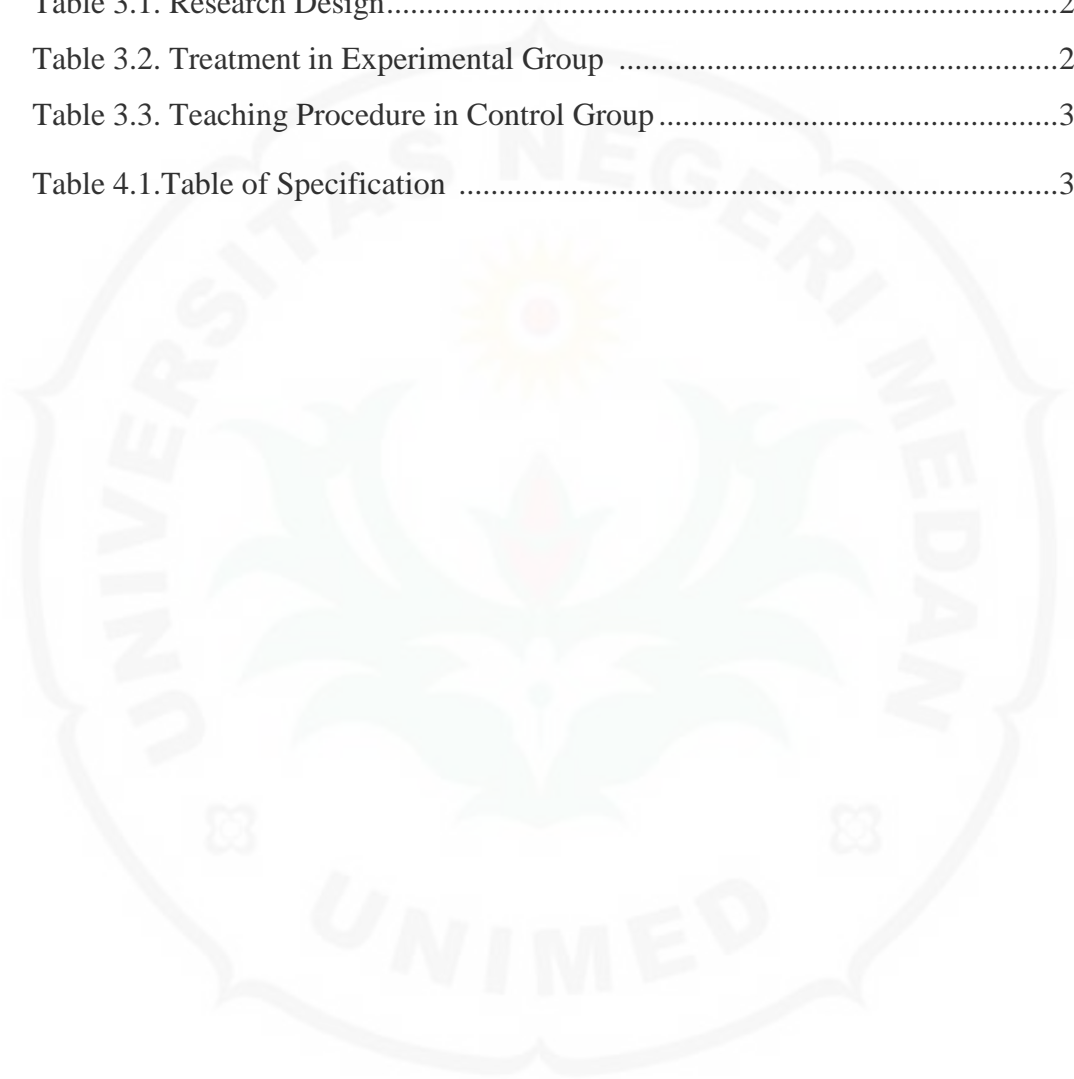 Table 3.1. Research Design..........................................................................................2
Table 3.2. Treatment in Experimental Group ..........................................................2
Table 3.3. Teaching Procedure in Control Group.....................................................3
Table 4.1.Table of Specification ................................................................................3
UNIVERSITAS NEGERI MEDAN
UNIMED